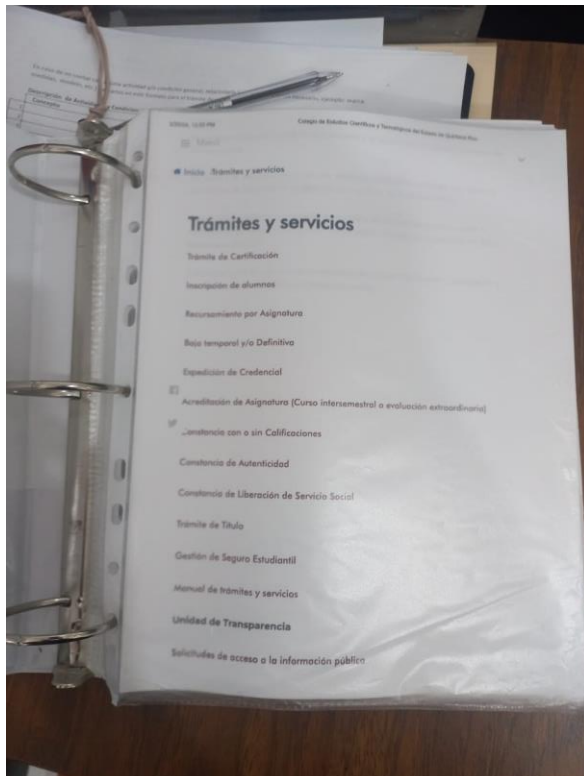 Colegio de Estudios Científicos y Tecnológicos del Estado de Quintana Roo
Menú
Inicio Trámites y servicios
Trámites y servicios
Trámite de Certificación
Inscripción de alumnos
Recursamiento por Asignatura
Baja temporal y/o Definitiva
Expedición de Credencial
Acreditación de Asignatura (Curso intersemestral o evaluación extraordinaria)
Constancia con o sin Calificaciones
Constancia de Autenticidad
Constancia de Liberación de Servicio Social
Trámite de Título
Gestión de Seguro Estudiantil
Manual de trámites y servicios
Unidad de Transparencia
Solicitudes de acceso a la información pública